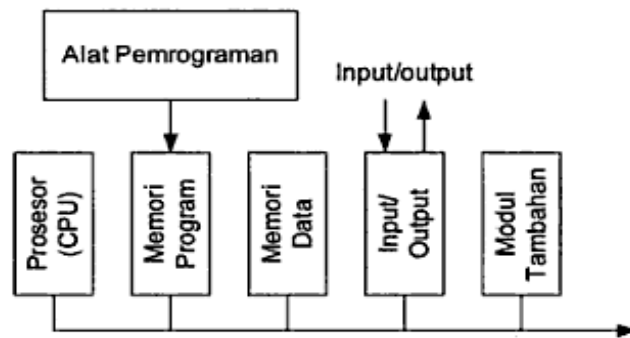 Alat Pemrograman
Input/output
Prosesor
(CPU)
Memori
Program
Memori
Data
Input/
Output
Modul
Tambahan